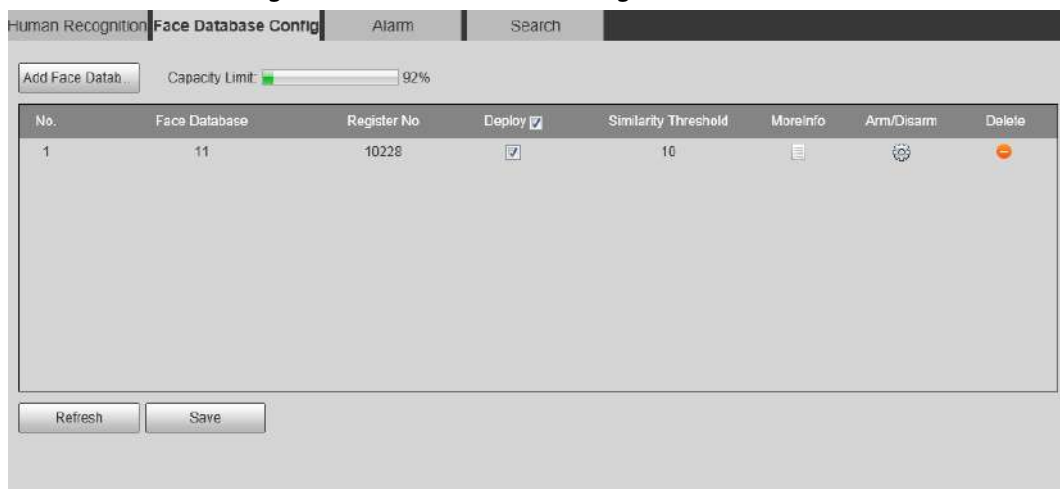 Human Recognition Face Database Config Alarm Search
Add Face Datab... Capacity Limit: 92%
No. Face Database Register No Deploy Similarity Threshold MoreInfo Arm/Disarm Delete
1 11 10228 10
Refresh Save